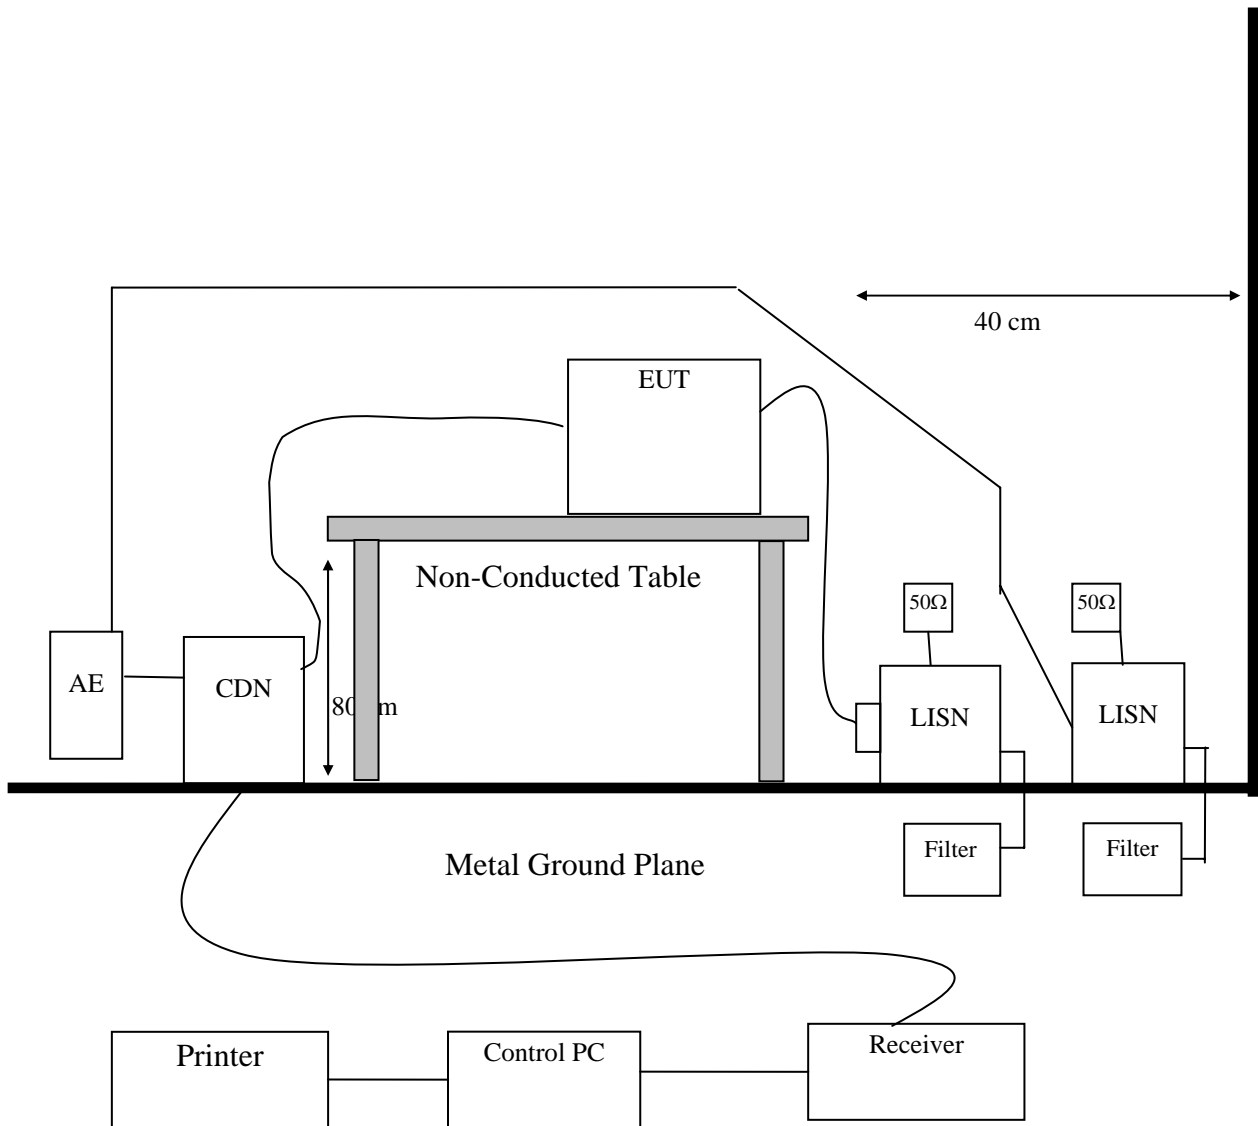 40 cm
EUT
Non-Conducted Table
50Ω
50Ω
AE
CDN
80
LISN
LISN
Filter
Filter
Metal Ground Plane
Printer
Control PC
Receiver